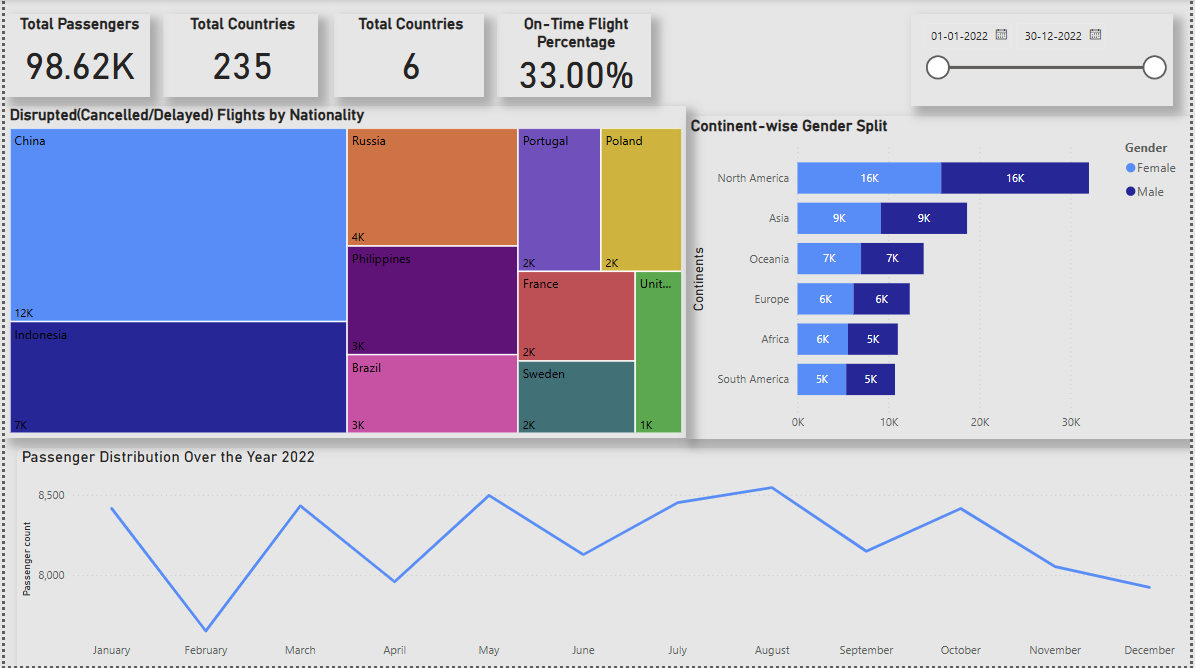 Total Passengers
98.62K
Total Countries
235
Total Countries
6
On-Time Flight
Percentage
33.00%
01-01-2022
30-12-2022
Disrupted(Cancelled/Delayed) Flights by Nationality
China
12K
Indonesia
7K
Russia
4K
Philippines
3K
Brazil
3K
Portugal
2K
Poland
2K
France
2K
Sweden
2K
Unit...
1K
Continent-wise Gender Split
Gender
Female
Male
Continents
North America
16K
16K
Asia
9K
9K
Oceania
7K
7K
Europe
6K
6K
Africa
6K
5K
South America
5K
5K
0K
10K
20K
30K
Passenger Distribution Over the Year 2022
Passenger count
8,500
8,000
January
February
March
April
May
June
July
August
September
October
November
December